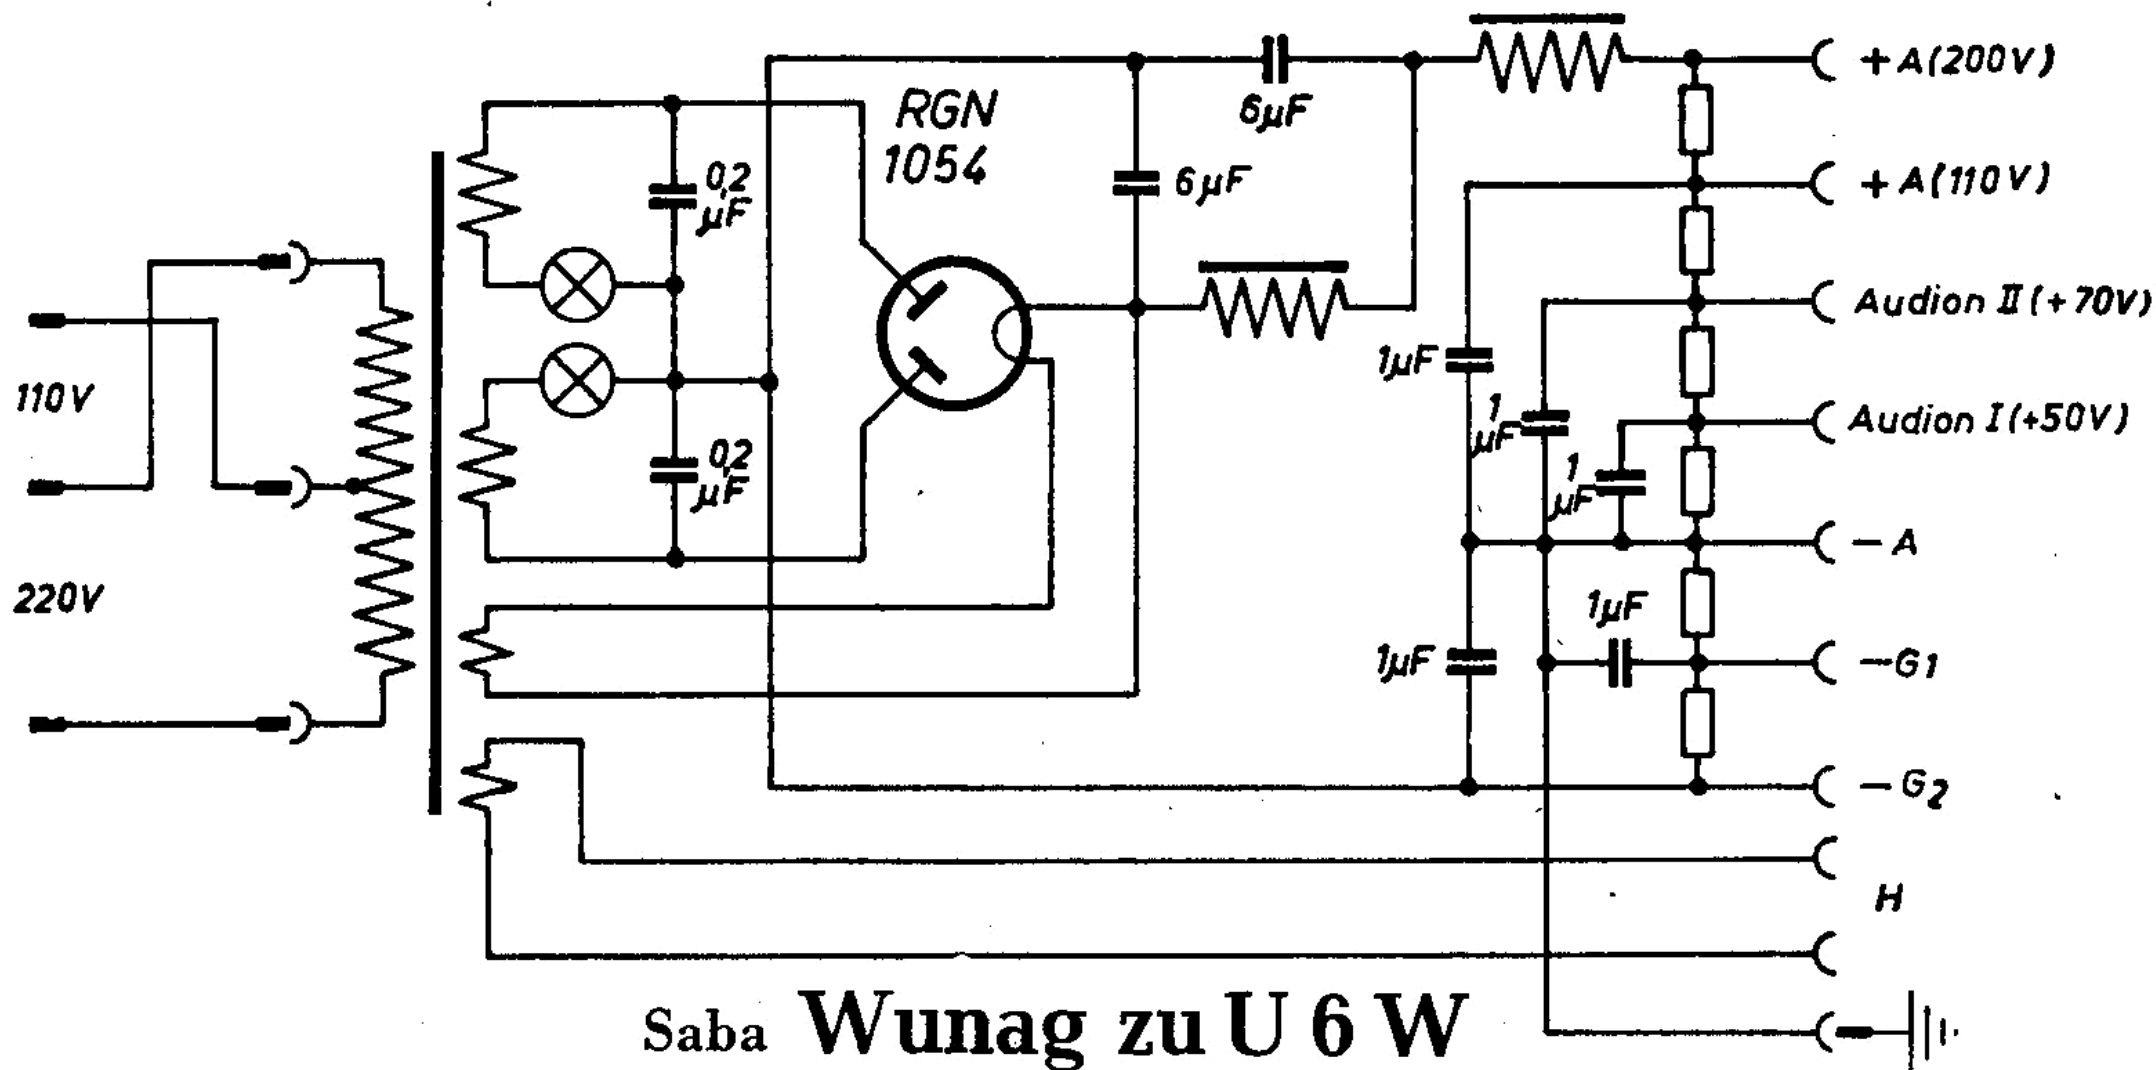 +A(200V)
RGN
1054
6µF
0,2
µF
6µF
+A(110V)
Audion II (+70V)
1µF
110V
1
µF
Audion I (+50V)
0,2
µF
1
µF
-A
220V
1µF
1µF
-G1
-G2
H
Saba Wunag zu U 6 W